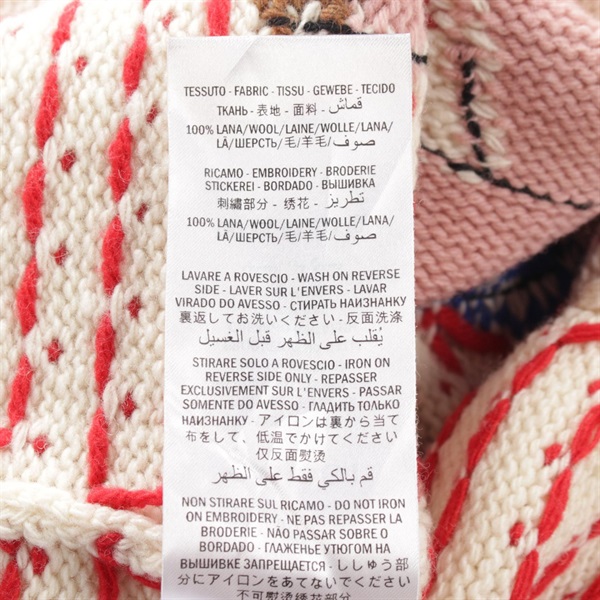 TESSUTO - FABRIC - TISSU - GEWEBE - TECIDO
ТКАНЬ - 表地 - 面料 - قماش
100% LANA/WOOL/LAINE/WOLLE/LANA/
LÃ/ШЕРСТЬ/毛/羊毛/صوف
RICAMO - EMBROIDERY - BRODERIE
STICKEREI - BORDADO - ВЫШИВКА
刺繍部分 - 绣花 - تطريز
100% LANA/WOOL/LAINE/WOLLE/LANA/
LÃ/ШЕРСТЬ/毛/羊毛/صوف
LAVARE A ROVESCIO - WASH ON REVERSE
SIDE - LAVER SUR L'ENVERS - LAVAR
VIRADO DO AVESSO - СТИРАТЬ НАИЗНАНКУ
裏返してお洗いください - 反面洗涤
يُقلب على الظهر قبل الغسيل
STIRARE SOLO A ROVESCIO - IRON ON
REVERSE SIDE ONLY - REPASSER
EXCLUSIVEMENT SUR L'ENVERS - PASSAR
SOMENTE DO AVESSO - ГЛАДИТЬ ТОЛЬКО
НАИЗНАНКУ - アイロンは裏から当て
布をして、低温でかけてください
仅反面熨烫
قم بالكي فقط على الظهر
NON STIRARE SUL RICAMO - DO NOT IRON
ON EMBROIDERY - NE PAS REPASSER LA
BRODERIE - NÃO PASSAR SOBRE O
BORDADO - ГЛАЖЕНЬЕ УТЮГОМ НА
ВЫШИВКЕ ЗАПРЕЩАЕТСЯ - ししゅう部
分にアイロンをあてないでください
不可熨烫绣花部分